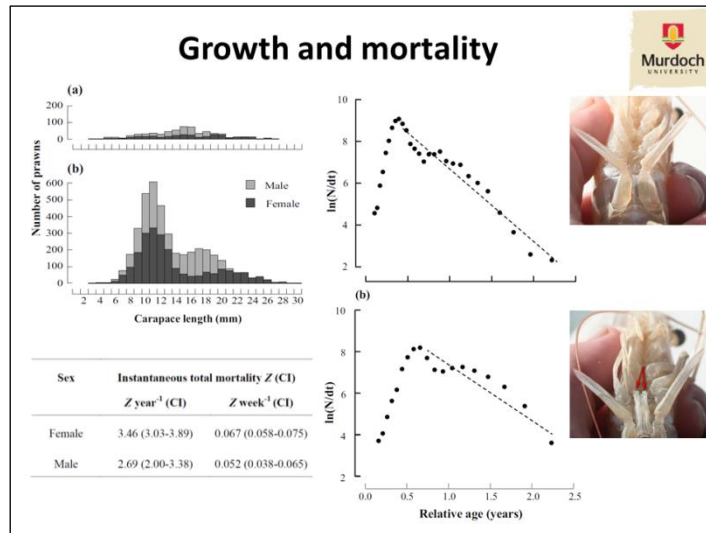 Growth and mortality
Murdoch
UNIVERSITY
(a)
200
100
0
(b)
600
500
400
300
200
100
0
Number of prawns
Male
Female
2 4 6 8 10 12 14 16 18 20 22 24 26 28 30
Carapace length (mm)
Sex Instantaneous total mortality Z (CI)
Z year-1 (CI) Z week-1 (CI)
Female 3.46 (3.03-3.89) 0.067 (0.058-0.075)
Male 2.69 (2.00-3.38) 0.052 (0.038-0.065)
10
8
6
4
2
ln(N/dt)
(b)
10
8
6
4
2
ln(N/dt)
0.0 0.5 1.0 1.5 2.0 2.5
Relative age (years)